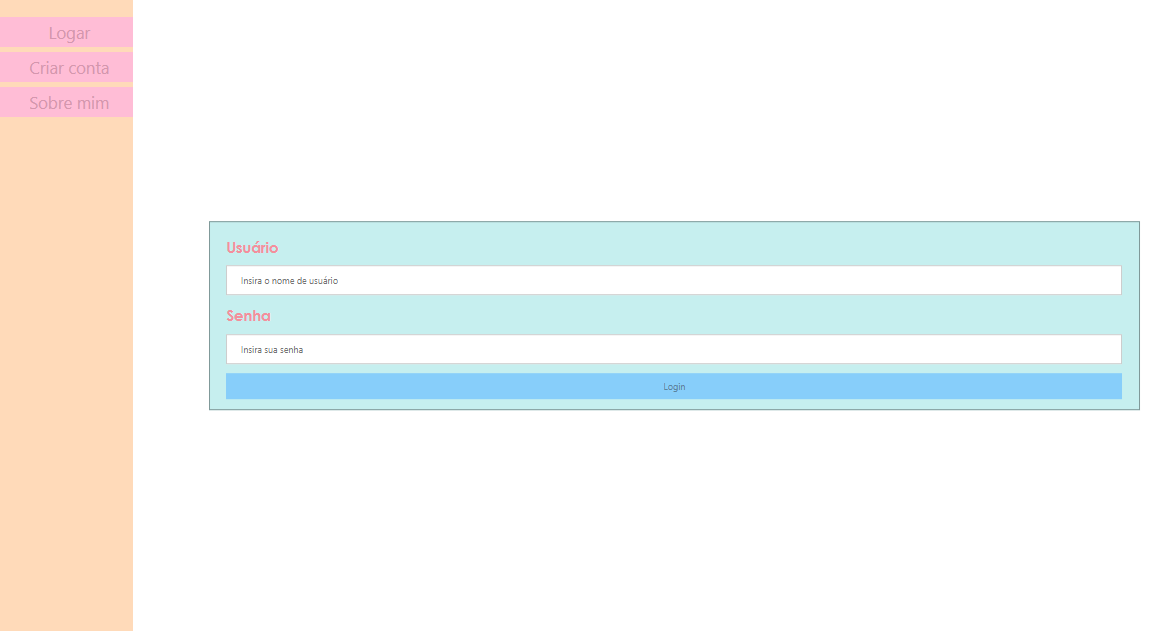 Logar
Criar conta
Sobre mim
Usuário
Insira o nome de usuário
Senha
Insira sua senha
Login